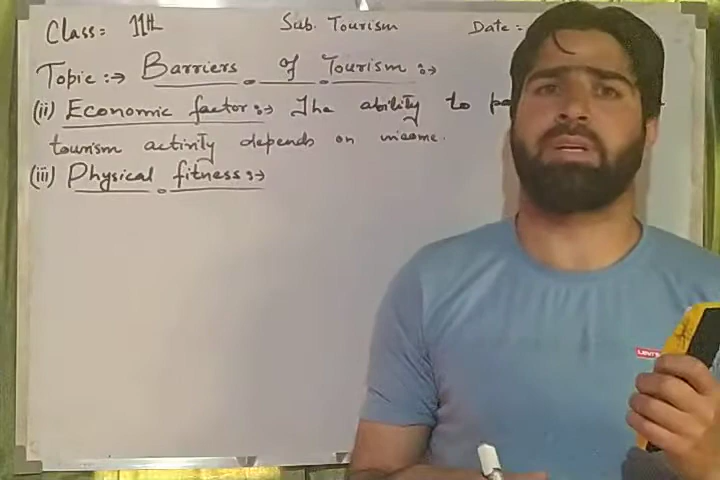 Class:- 11th Sub. Tourism Date :-
Topic :-> Barriers of Tourism :->
(ii) Economic factor :-> The ability to
tourism activity depends on income.
(iii) Physical fitness :->
LEVI'S